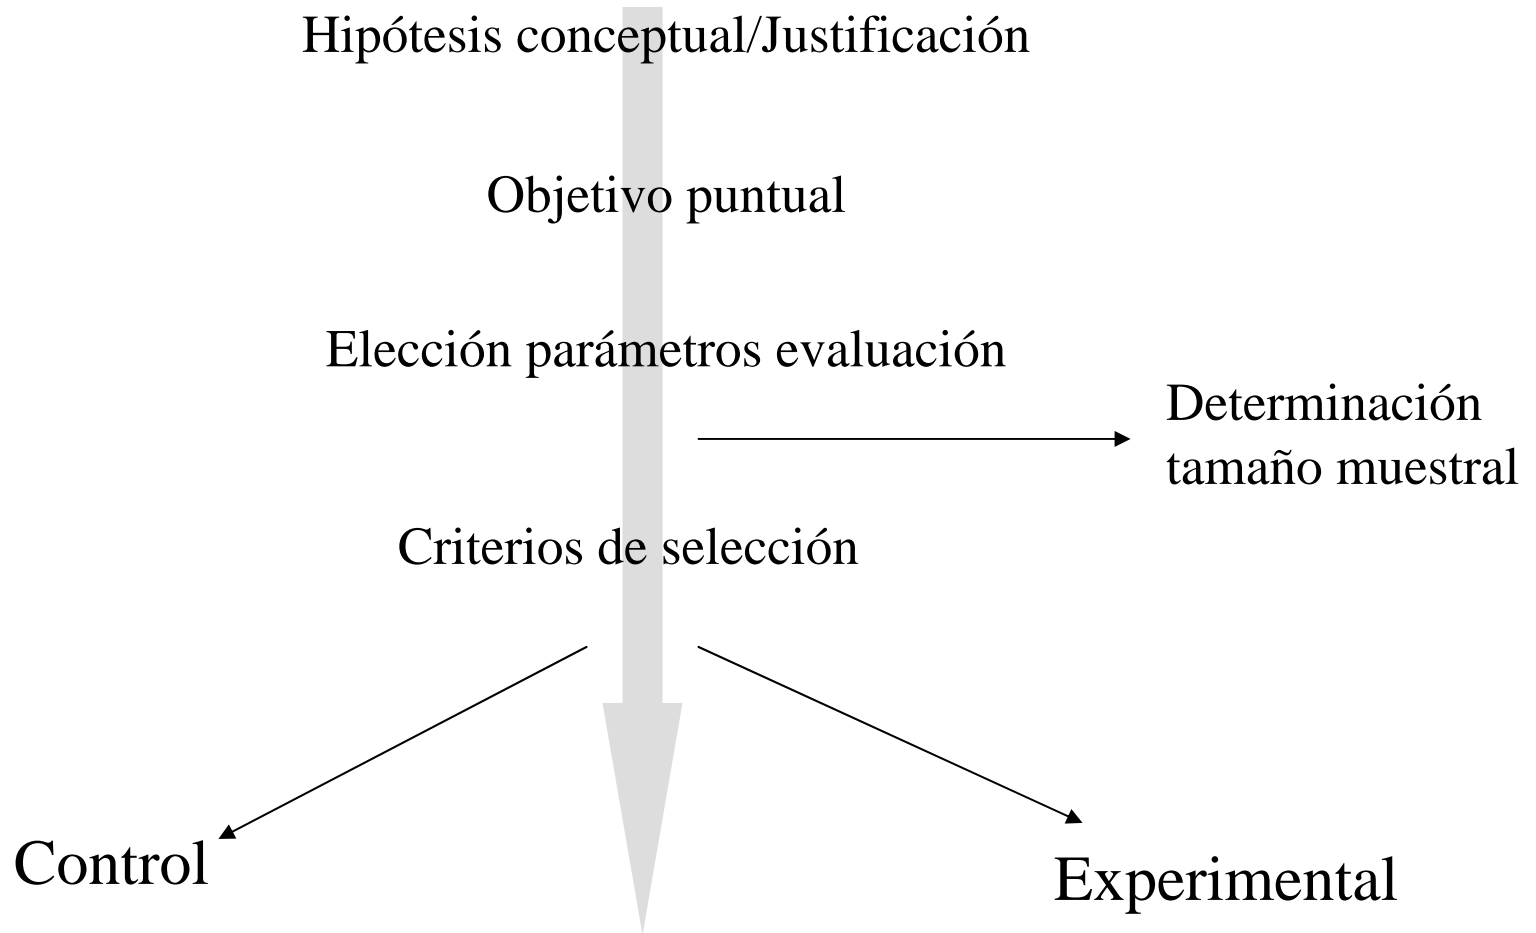 Hipótesis conceptual/Justificación
Objetivo puntual
Elección parámetros evaluación
Determinación
tamaño muestral
Criterios de selección
Control
Experimental